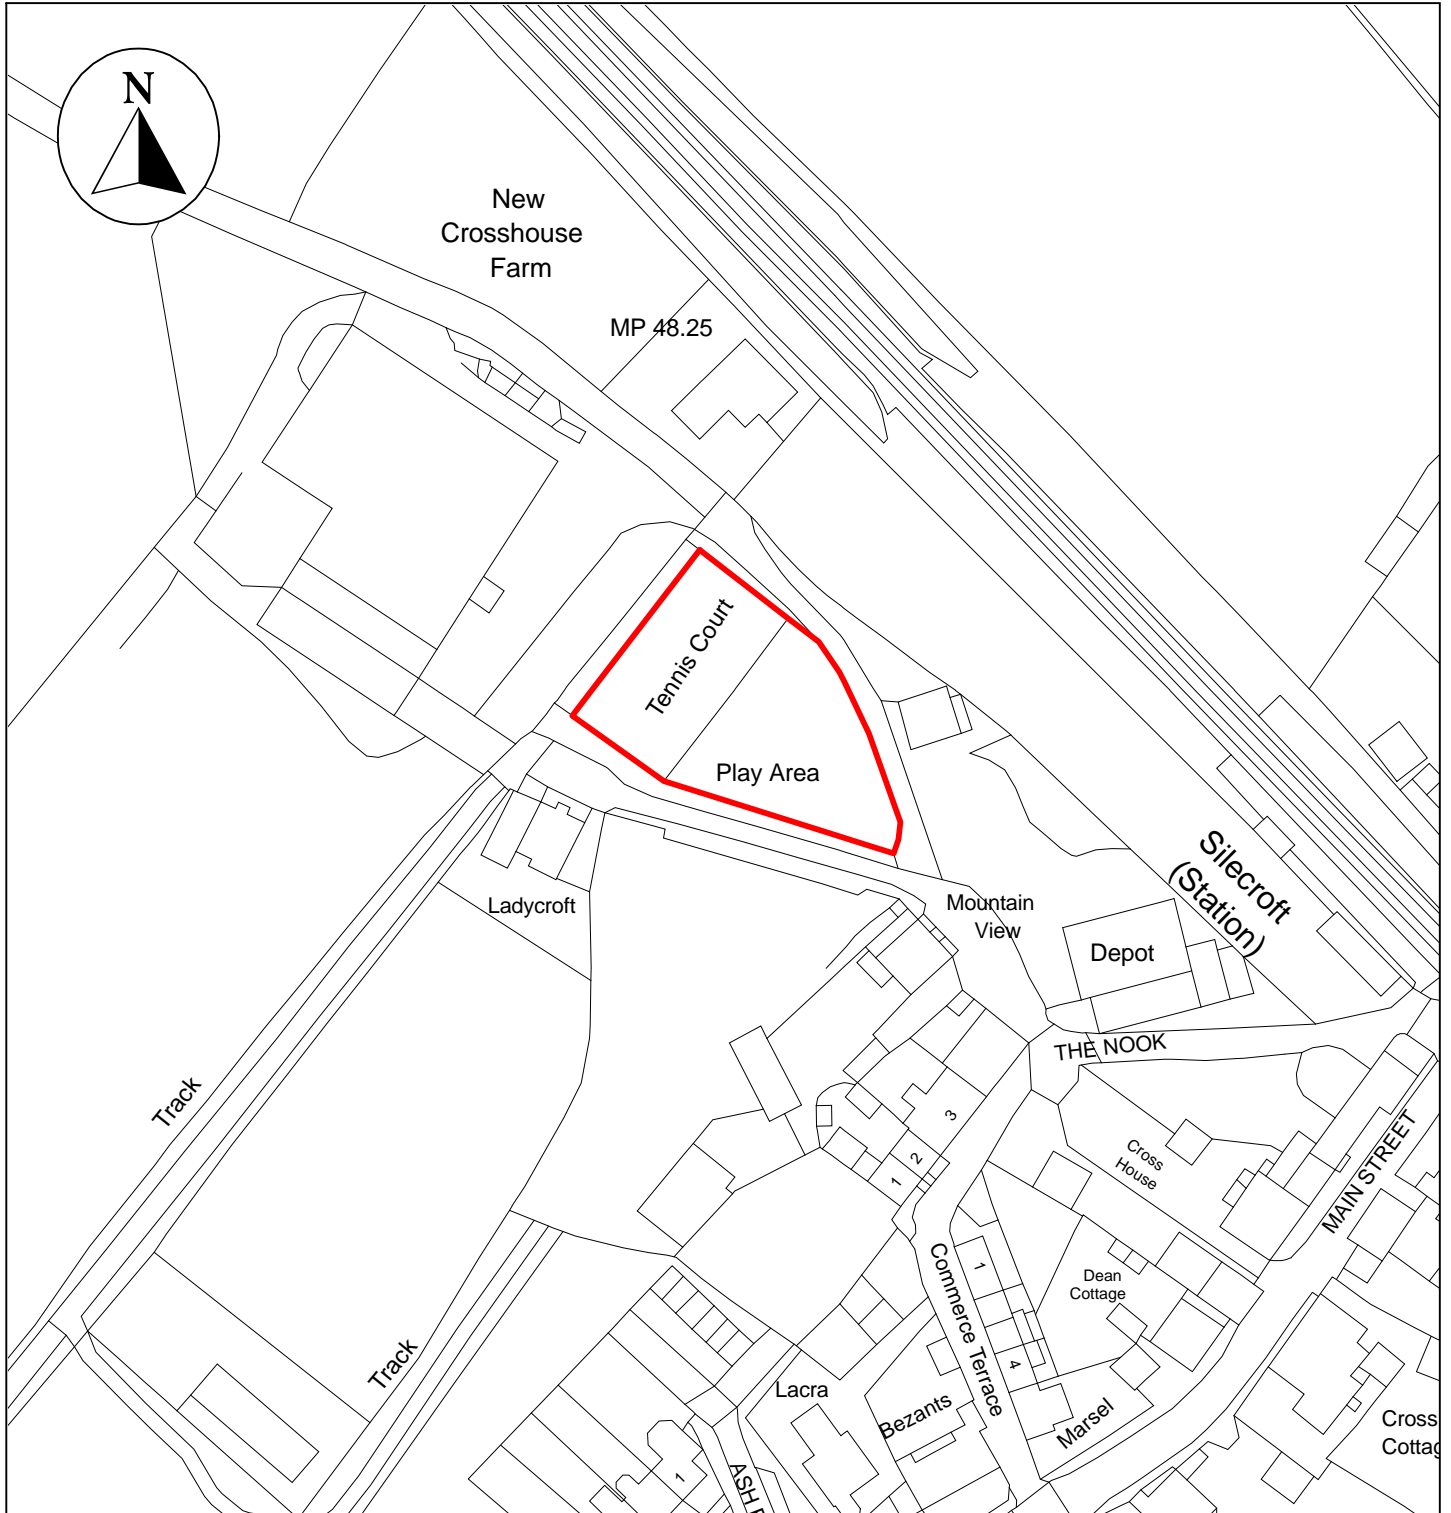 N
New
Crosshouse
Farm
MP 48.25
Tennis Court
Play Area
Silecroft
(Station)
Ladycroft
Mountain
View
Depot
THE NOOK
Track
3
2
1
Cross
House
MAIN STREET
Commerce Terrace
1
Dean
Cottage
4
Track
Lacra
Bezants
Marsel
Cross
Cottag
1
ASH